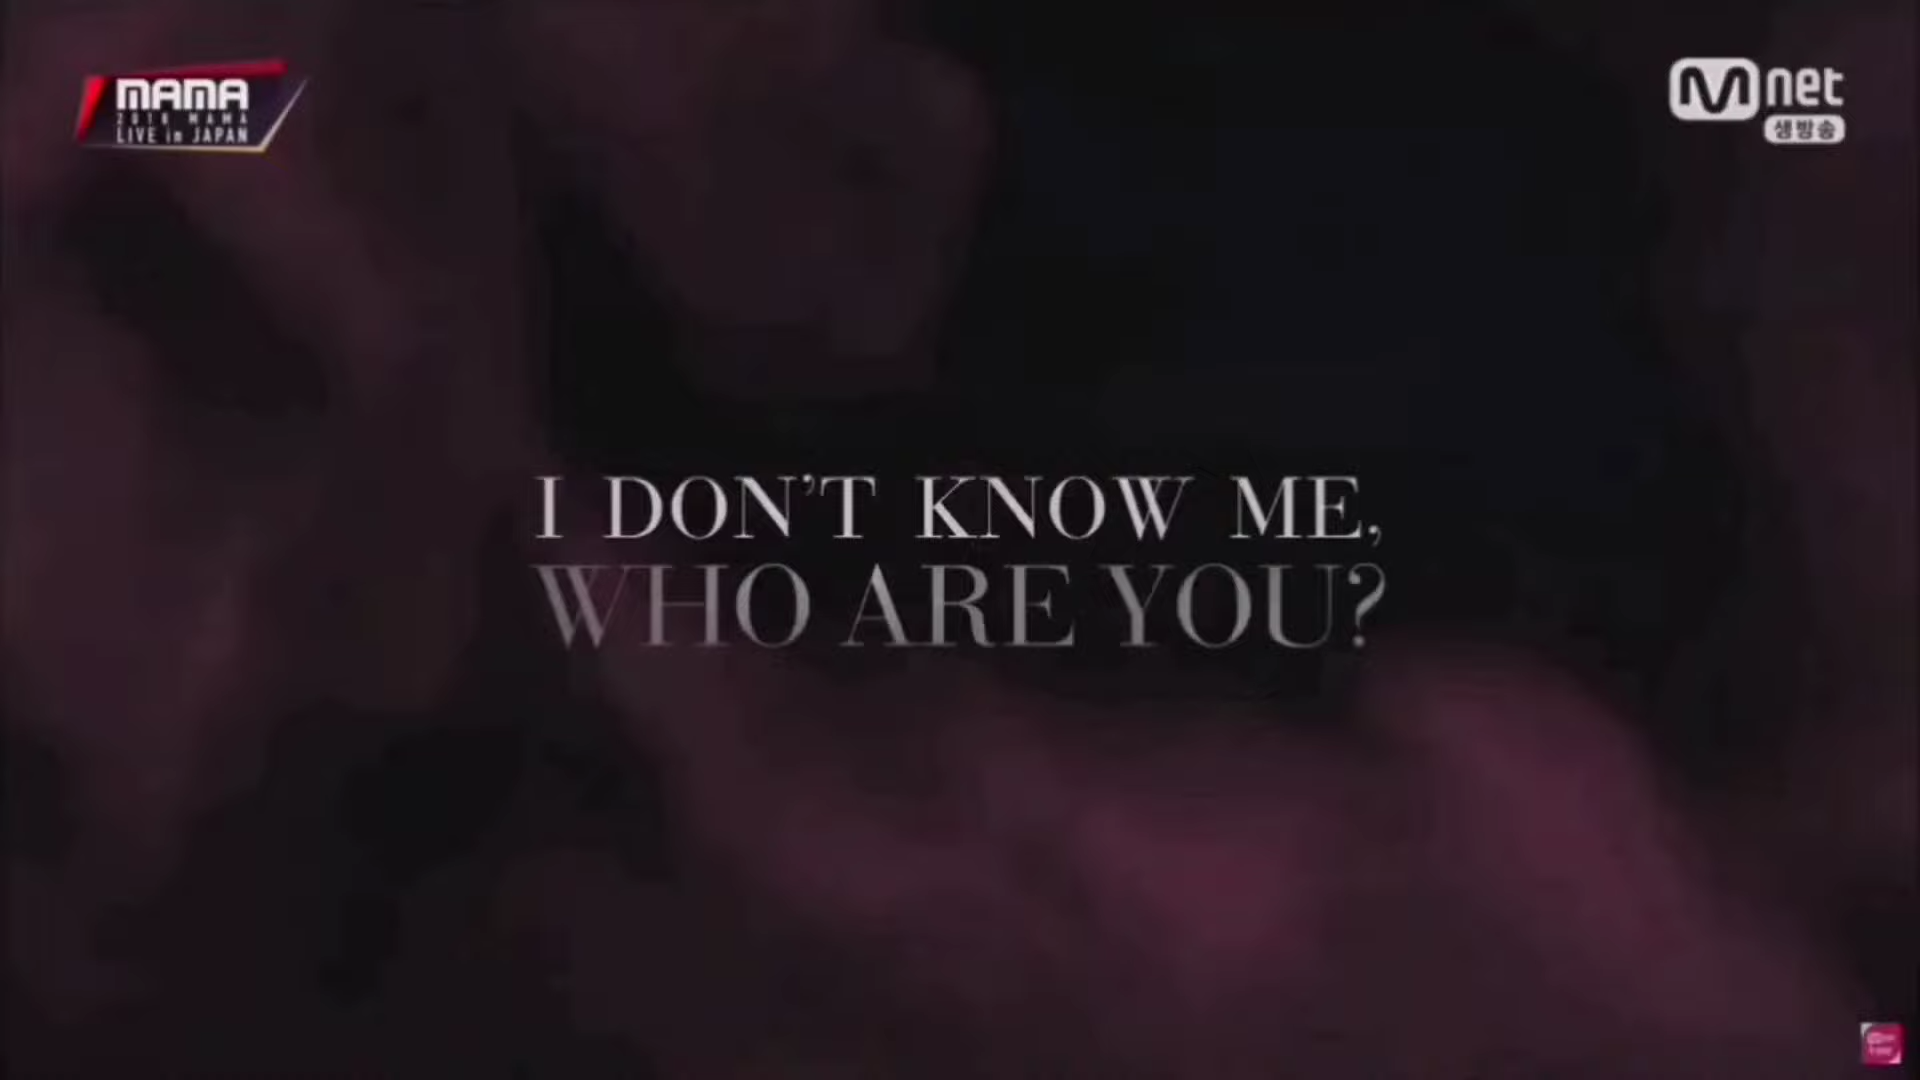 MAMA
2018 MAMA
LIVE in JAPAN
Mnet
생방송
I DON'T KNOW ME,
WHO ARE YOU?